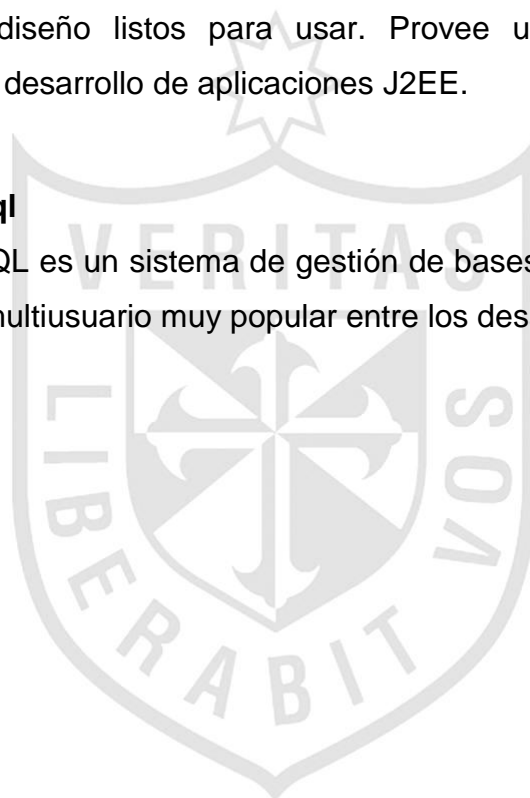 diseño listos para usar. Provee u
desarrollo de aplicaciones J2EE.
ql
QL es un sistema de gestión de bases
multiusuario muy popular entre los des
VERITAS
LIBERABIT
VOS